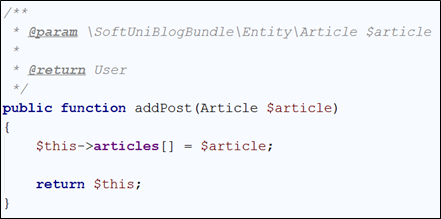 /**
 * @param \SoftUniBlogBundle\Entity\Article $article
 *
 * @return User
 */
public function addPost(Article $article)
{
    $this->articles[] = $article;

    return $this;
}